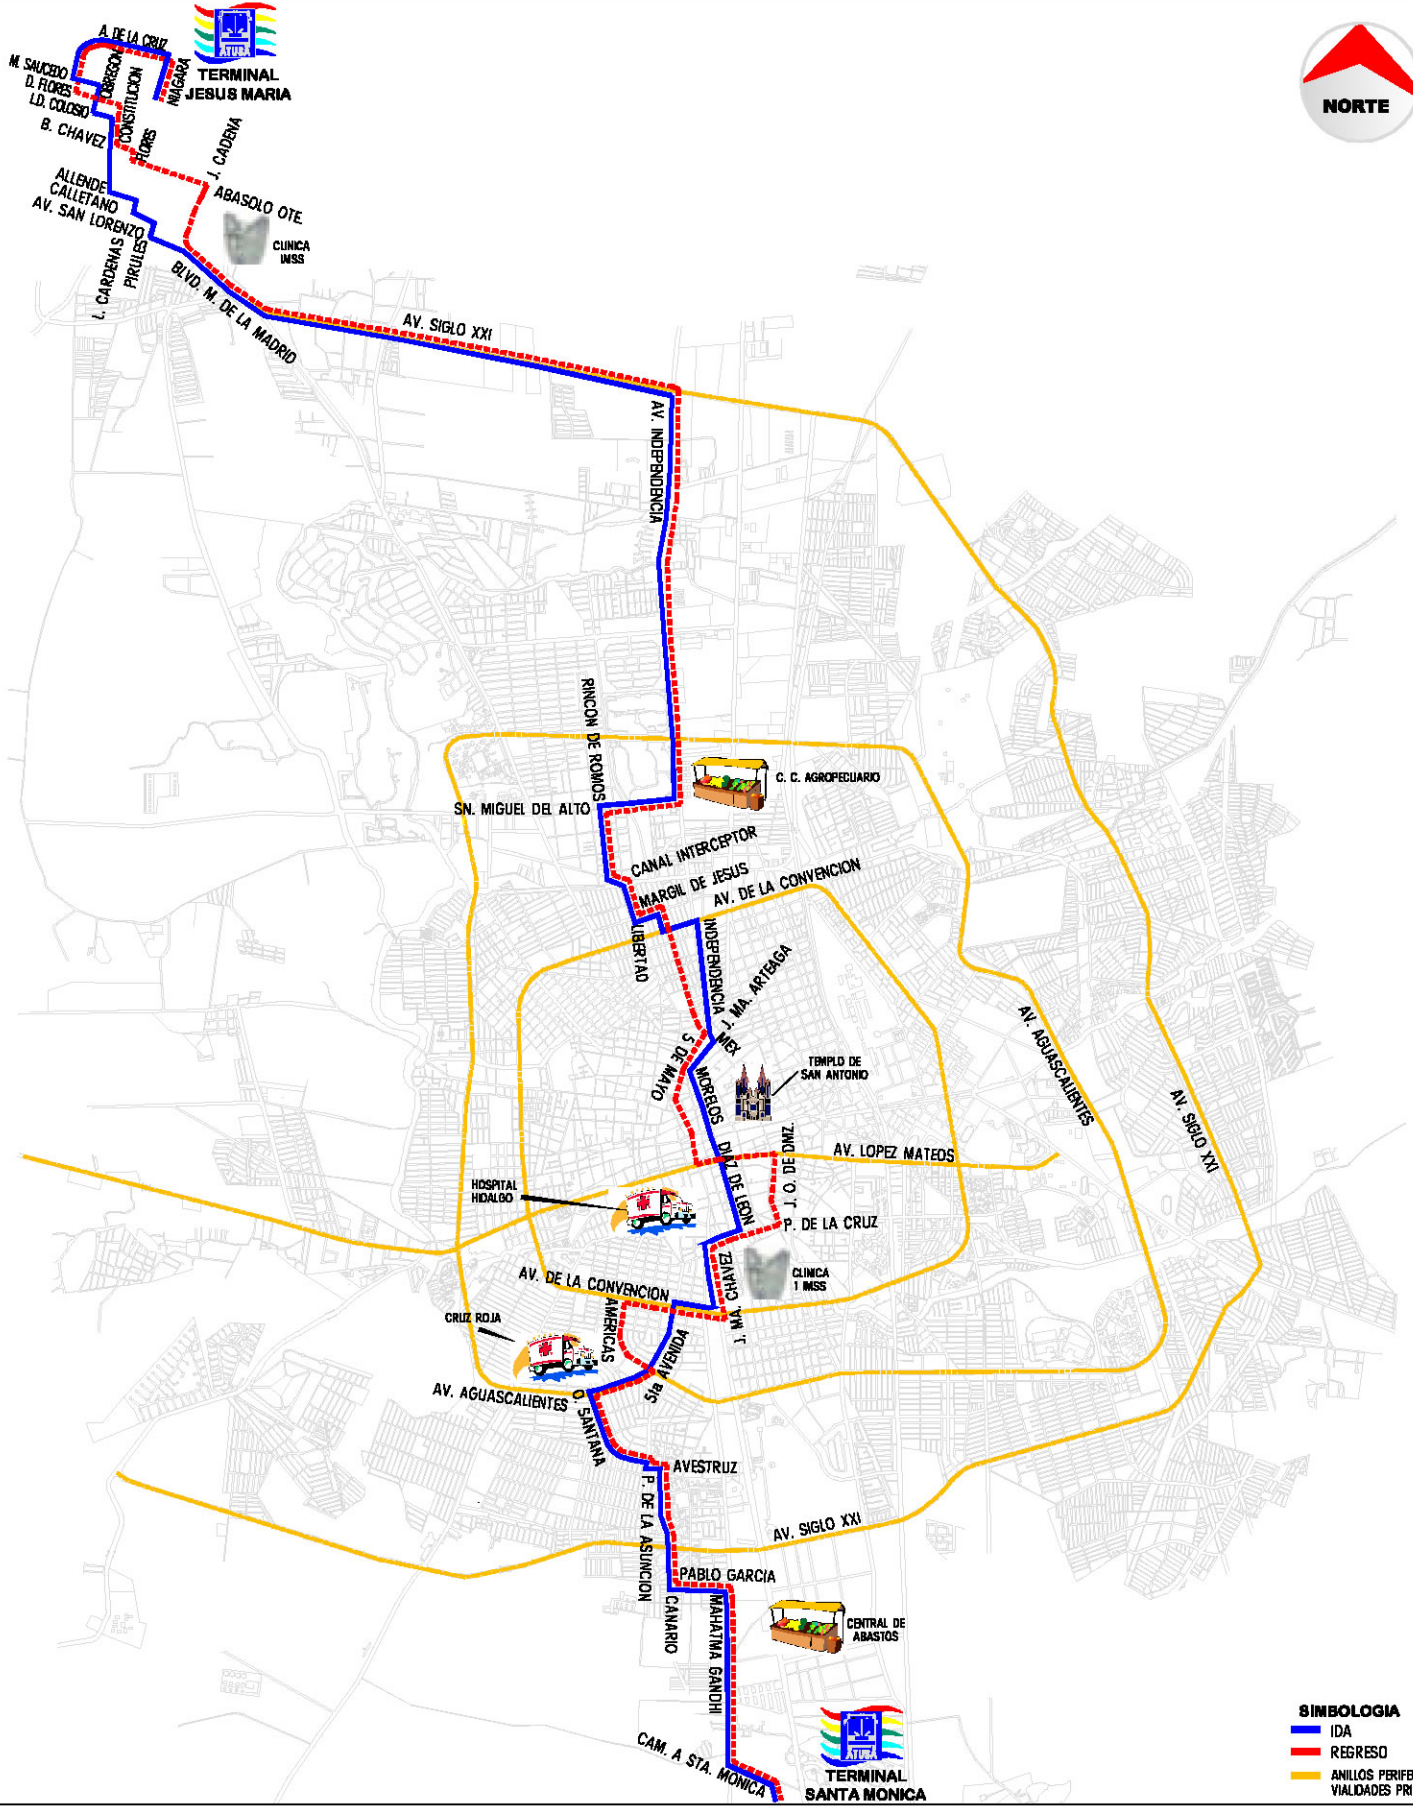 ATUSA
TERMINAL
JESUS MARIA
NORTE
A. DE LA CRUZ
M. SAUCEDO
D. FLORES
LD. COLOSIO
B. CHAVEZ
OBREGON
CONSTITUCION
FLORES
NIAGARA
J. CADENA
ABASOLO OTE.
ALLENDE
CALLETANO
AV. SAN LORENZO
L. CARDENAS
PIRULES
CLINICA
IMSS
BLVD. M. DE LA MADRID
AV. SIGLO XXI
AV. INDEPENDENCIA
RINCON DE ROMOS
SN. MIGUEL DEL ALTO
C. C. AGROPECUARIO
CANAL INTERCEPTOR
MARGIL DE JESUS
AV. DE LA CONVENCION
LIBERTAD
INDEPENDENCIA
J. MA. ARTEAGA
MEX
5 DE MAYO
MORELOS
TEMPLO DE
SAN ANTONIO
AV. AGUASCALIENTES
AV. SIGLO XXI
DIAZ DE LEON
J. O. DE DMZ.
AV. LOPEZ MATEOS
HOSPITAL
HIDALGO
P. DE LA CRUZ
AV. DE LA CONVENCION
J. MA. CHAVEZ
CLINICA
1 IMSS
CRUZ ROJA
AMERICAS
5ta AVENIDA
AV. AGUASCALIENTES
O. SANTANA
AVESTRUZ
P. DE LA ASUNCION
AV. SIGLO XXI
PABLO GARCIA
CANARIO
MAHATMA GANDHI
CENTRAL DE
ABASTOS
CAM. A STA. MONICA
ATUSA
TERMINAL
SANTA MONICA
SIMBOLOGIA
IDA
REGRESO
ANILLOS PERIFE
VIALIDADES PRI